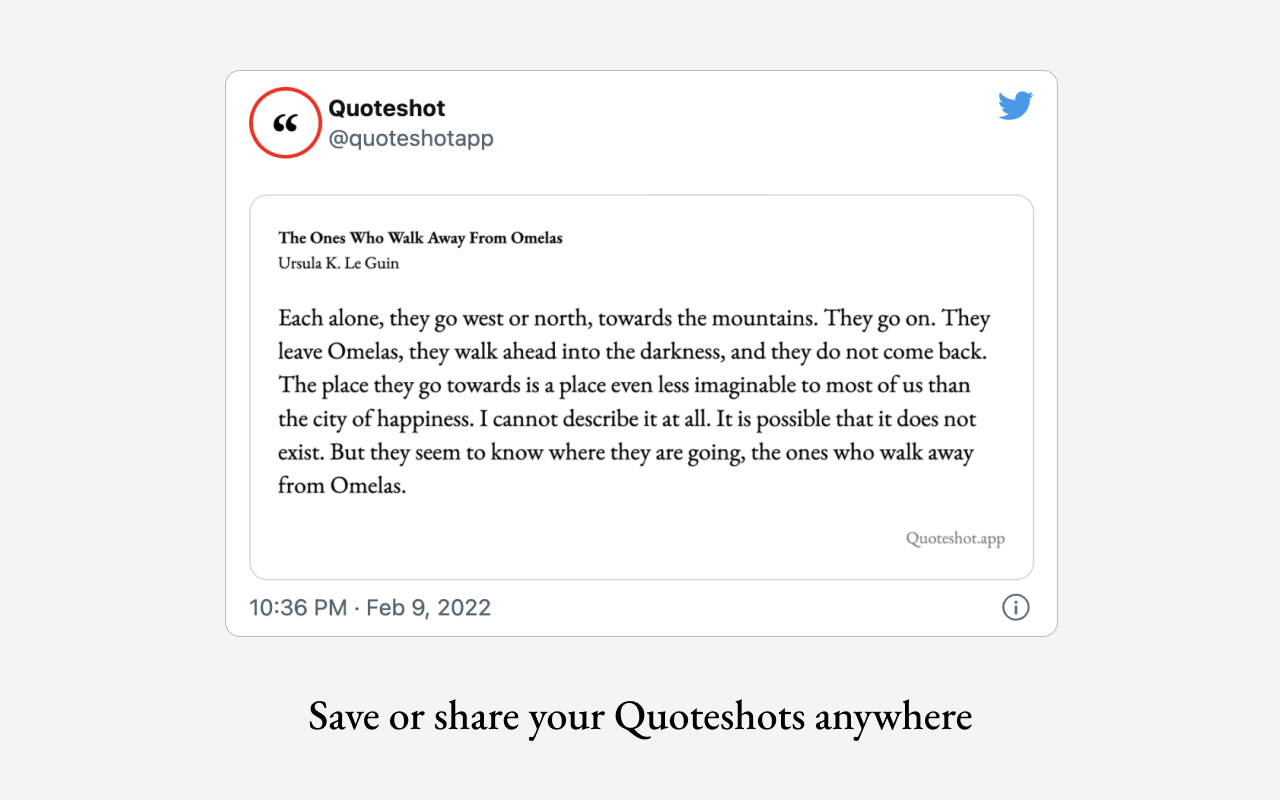 “
Quoteshot
@quoteshotapp
The Ones Who Walk Away From Omelas
Ursula K. Le Guin
Each alone, they go west or north, towards the mountains. They go on. They
leave Omelas, they walk ahead into the darkness, and they do not come back.
The place they go towards is a place even less imaginable to most of us than
the city of happiness. I cannot describe it at all. It is possible that it does not
exist. But they seem to know where they are going, the ones who walk away
from Omelas.
Quoteshot.app
10:36 PM · Feb 9, 2022
Save or share your Quoteshots anywhere